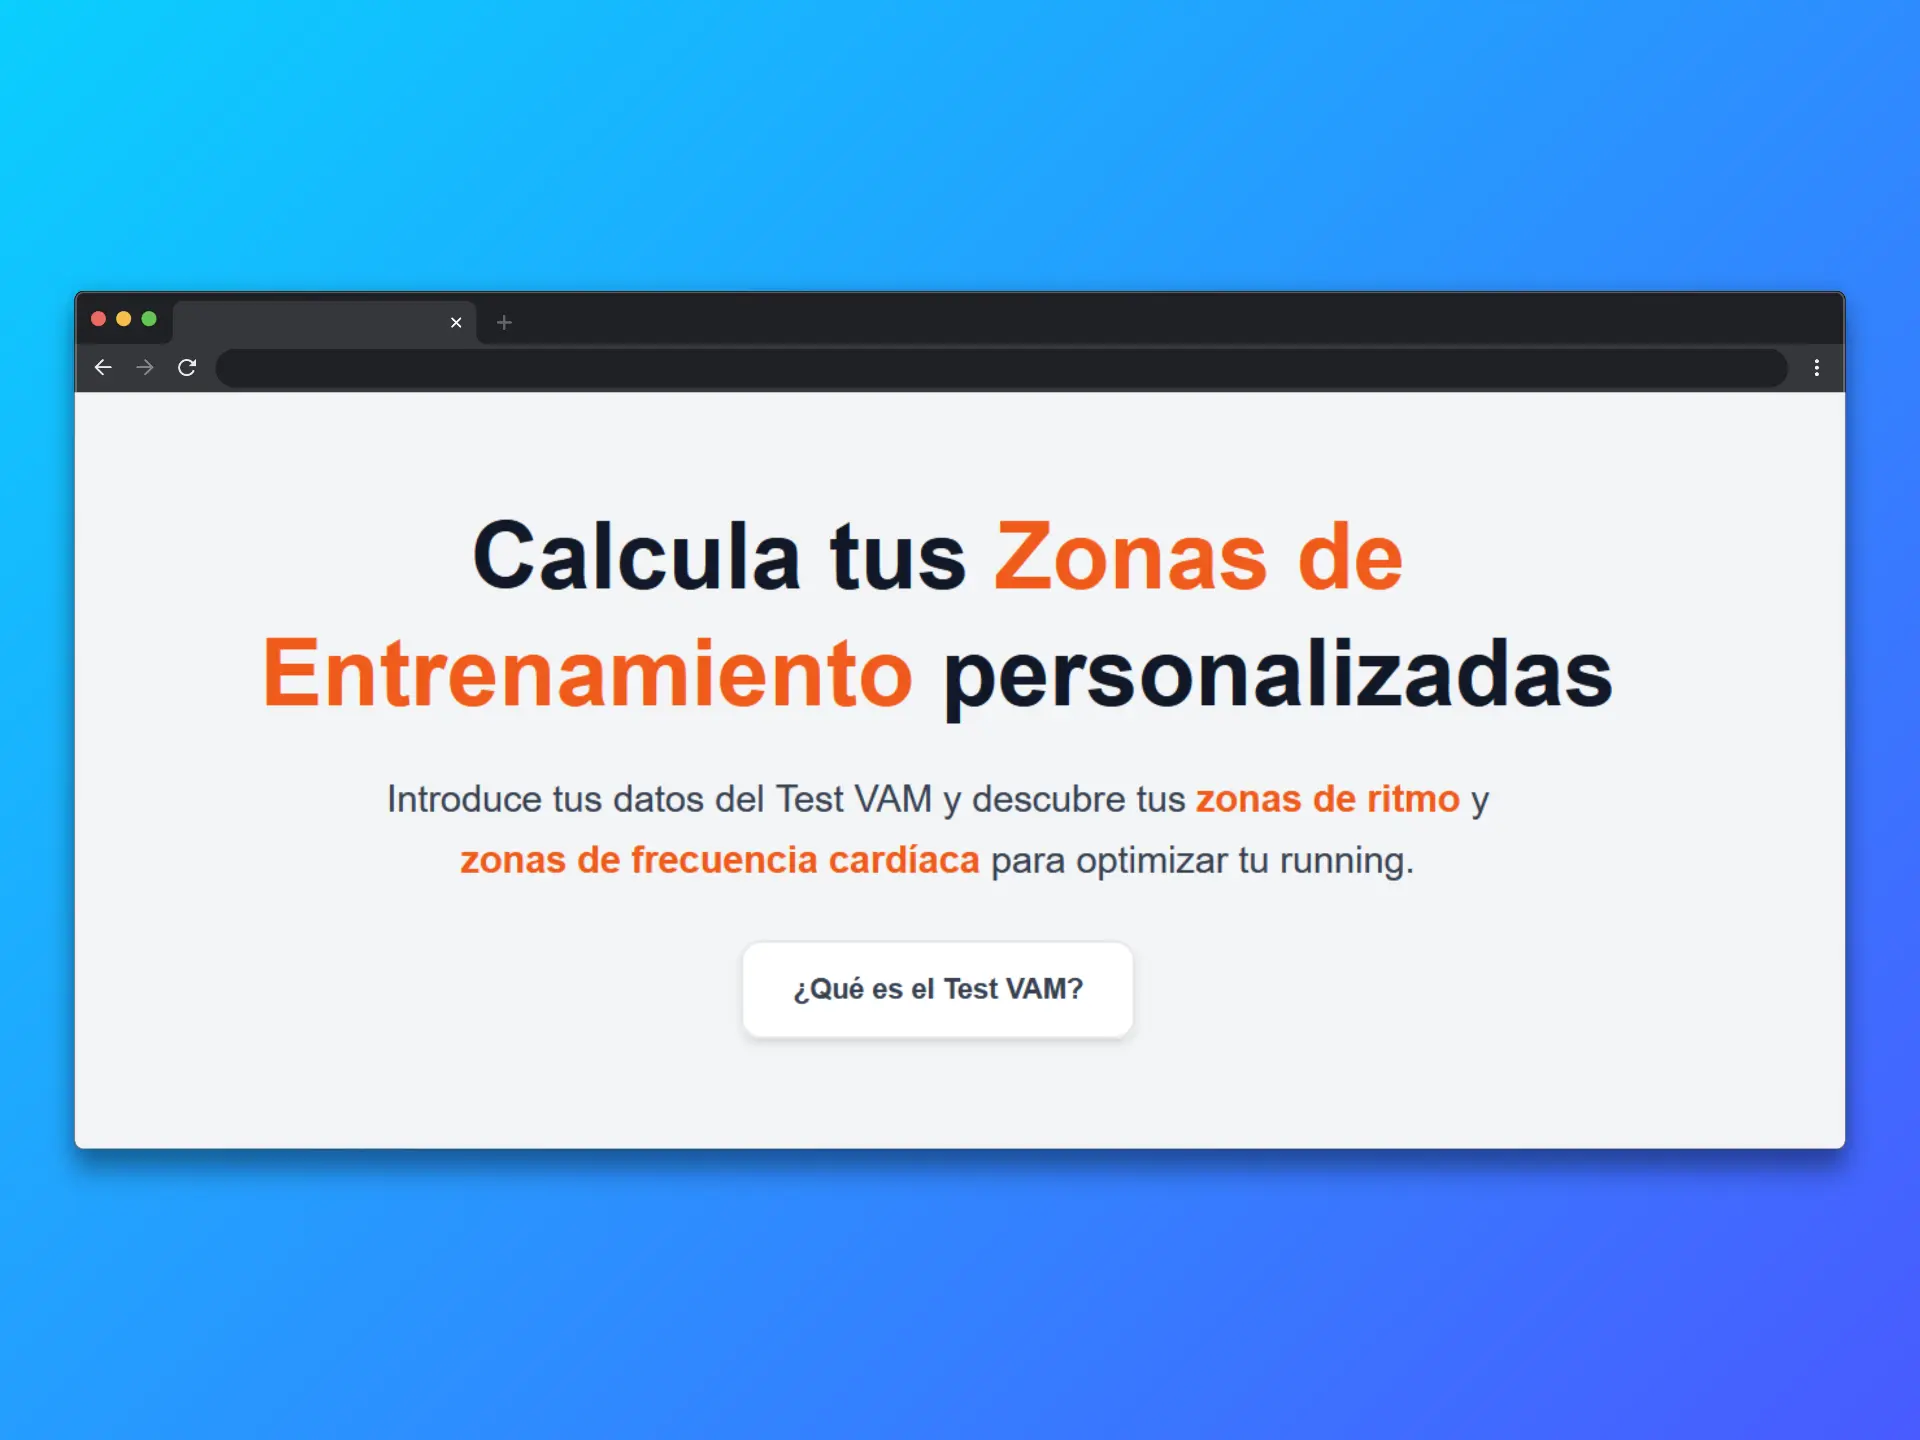 Calcula tus Zonas de
Entrenamiento personalizadas
Introduce tus datos del Test VAM y descubre tus zonas de ritmo y
zonas de frecuencia cardíaca para optimizar tu running.
¿Qué es el Test VAM?